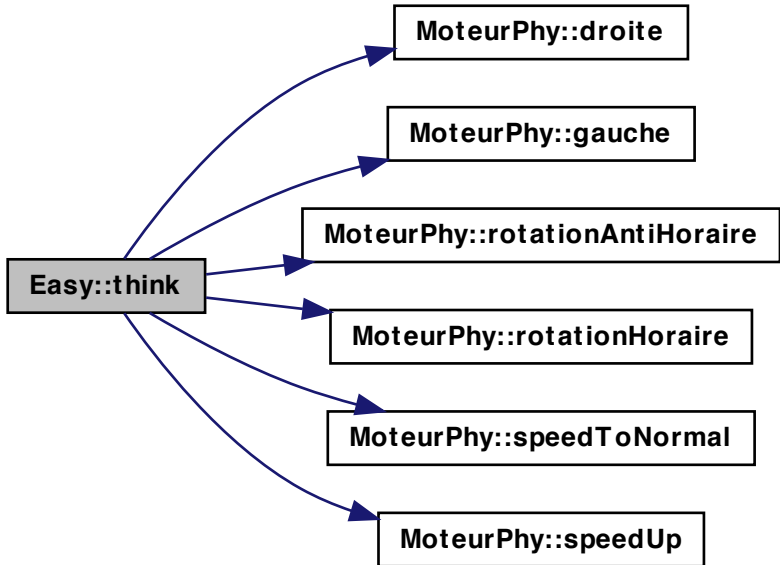 MoteurPhy::droite
MoteurPhy::gauche
MoteurPhy::rotationAntiHoraire
Easy::think
MoteurPhy::rotationHoraire
MoteurPhy::speedToNormal
MoteurPhy::speedUp